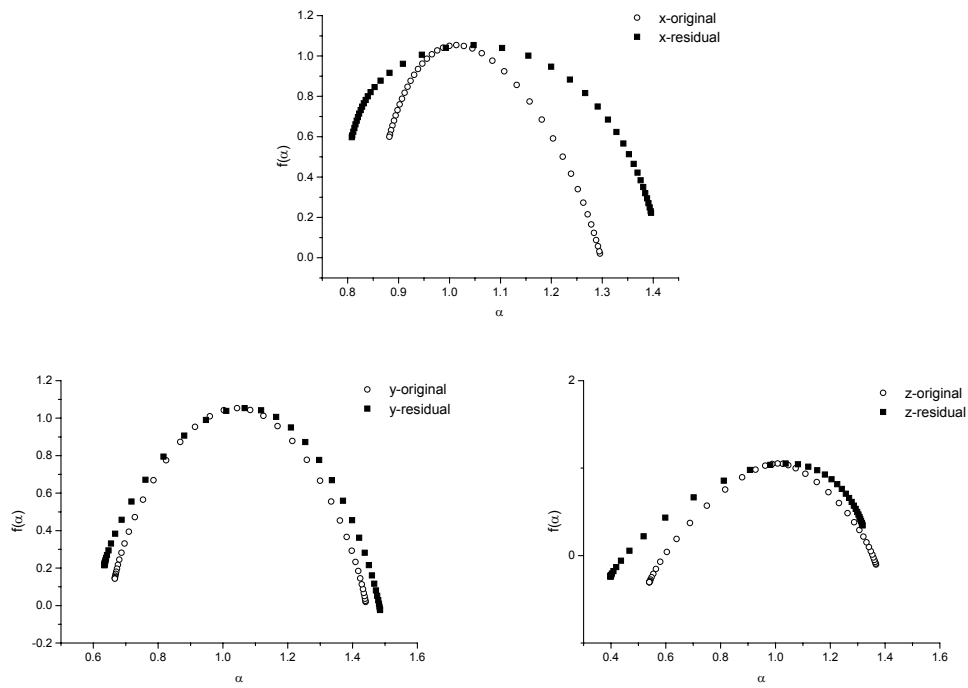 x-original
x-residual
1.2
1.0
0.8
0.6
0.4
0.2
0.0
f(α)
0.8 0.9 1.0 1.1 1.2 1.3 1.4
α
y-original
y-residual
1.2
1.0
0.8
0.6
0.4
0.2
0.0
-0.2
f(α)
0.6 0.8 1.0 1.2 1.4 1.6
α
z-original
z-residual
2
1
0
f(α)
0.4 0.6 0.8 1.0 1.2 1.4 1.6
α